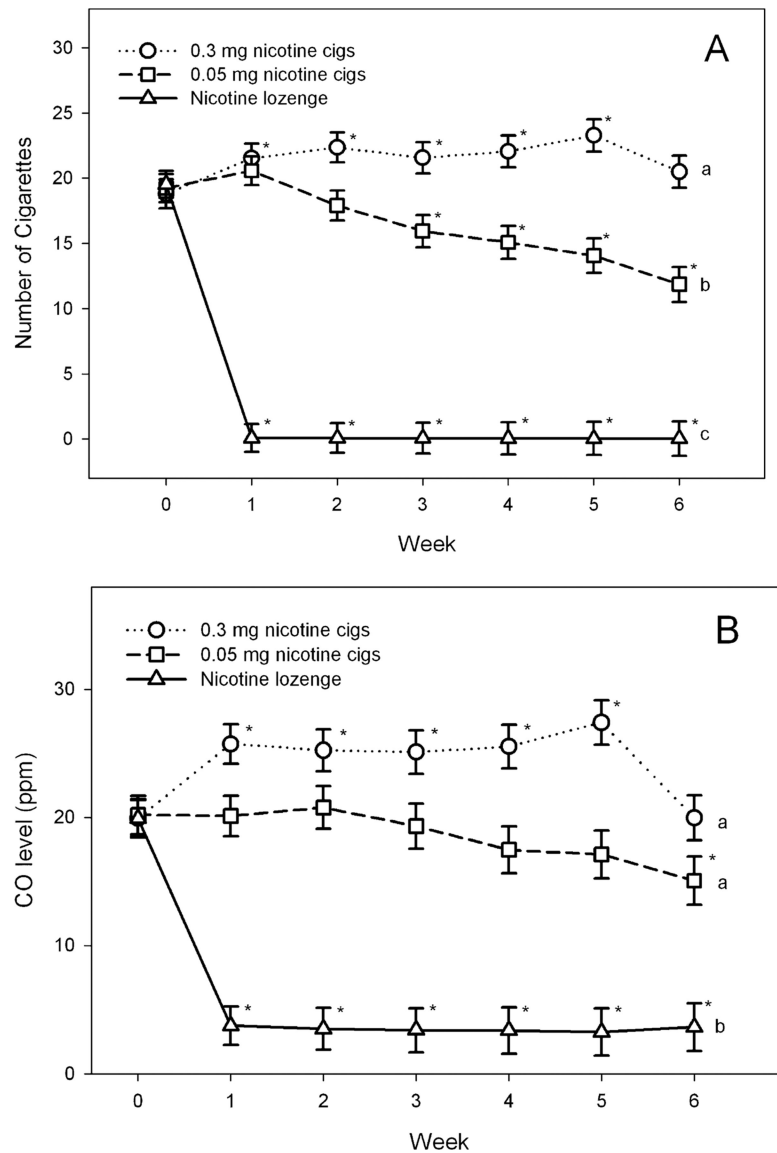 A
0.3 mg nicotine cigs
0.05 mg nicotine cigs
Nicotine lozenge
30
25
20
15
10
5
0
Number of Cigarettes
* * * * *
a
* * * *
b
* * * * * *
c
0 1 2 3 4 5 6
Week
B
0.3 mg nicotine cigs
0.05 mg nicotine cigs
Nicotine lozenge
30
20
10
0
CO level (ppm)
* * * * *
a
*
a
* * * * * *
b
0 1 2 3 4 5 6
Week